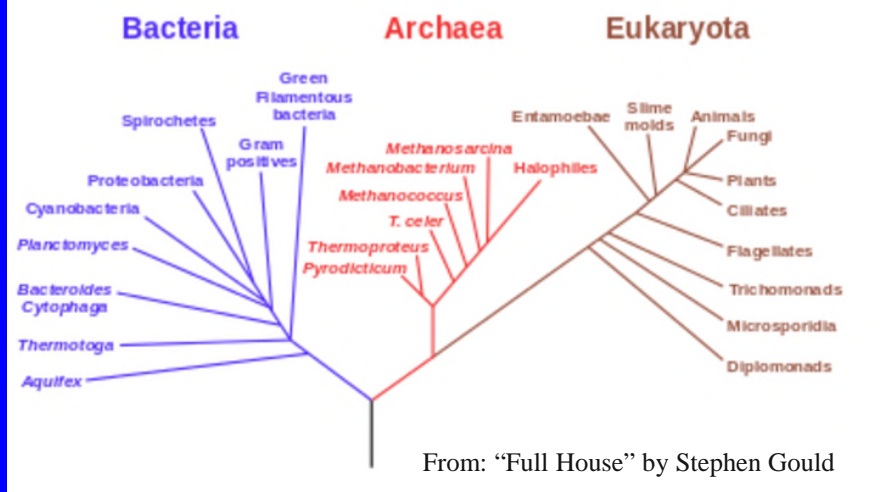 Bacteria
Archaea
Eukaryota
Green
Filamentous
bacteria
Spirochetes
Gram
positives
Proteobacteria
Cyanobacteria
Planctomyces
Bacteroides
Cytophaga
Thermotoga
Aquifex
Methanosarcina
Methanobacterium
Halophiles
Methanococcus
T. celer
Thermoproteus
Pyrodicticum
Entamoebae
Slime
molds
Animals
Fungi
Plants
Ciliates
Flagellates
Trichomonads
Microsporidia
Diplomonads
From: “Full House” by Stephen Gould